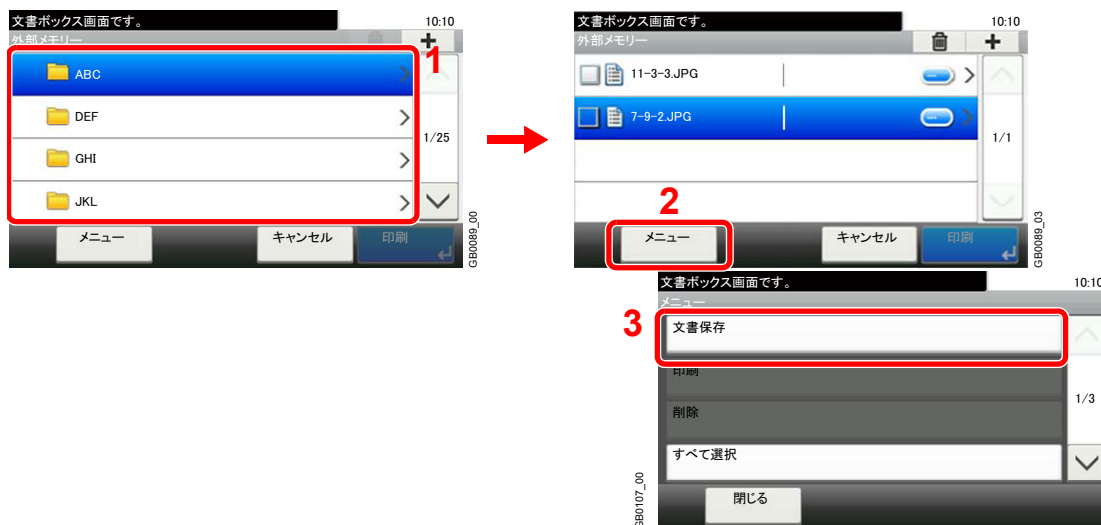 文書ボックス画面です。 10:10
外部メモリー
1
ABC
DEF
1/25
GHI
JKL
メニュー キャンセル 印刷
GB0089_00
文書ボックス画面です。 10:10
外部メモリー
11-3-3.JPG
7-9-2.JPG
1/1
2
メニュー キャンセル 印刷
GB0089_03
文書ボックス画面です。 10:10
メニュー
3
文書保存
印刷
1/3
削除
すべて選択
閉じる
GB0107_00